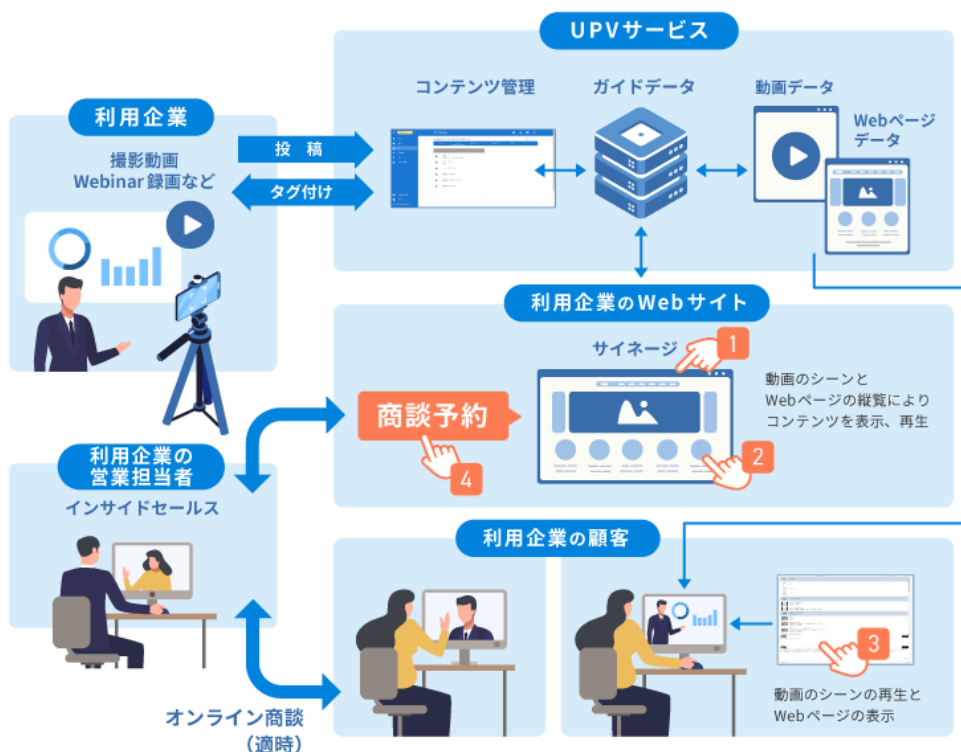 UPVサービス
コンテンツ管理
ガイドデータ
動画データ
Webページ
データ
利用企業
撮影動画
Webinar 録画など
投 稿
タグ付け
利用企業のWebサイト
サイネージ
1
動画のシーンと
Webページの縦覧により
コンテンツを表示、再生
商談予約
2
4
利用企業の
営業担当者
インサイドセールス
利用企業の顧客
3
動画のシーンの再生と
Webページの表示
オンライン商談
（適時）